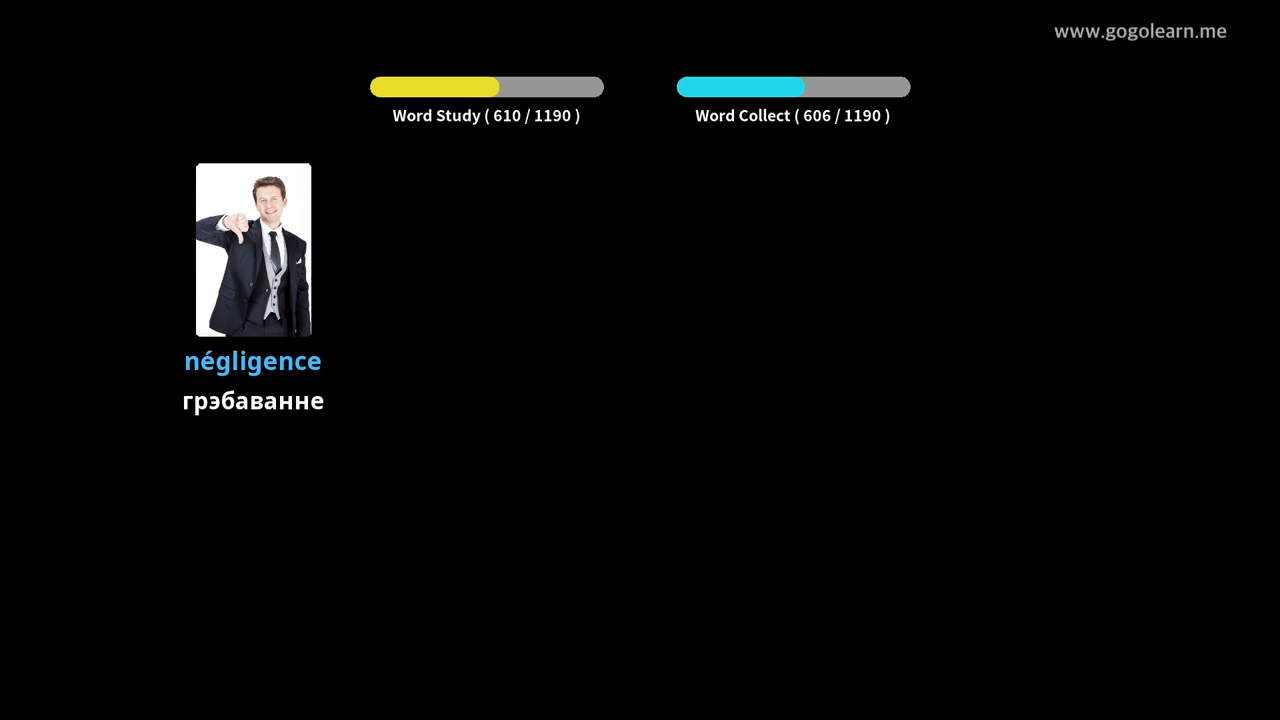 www.gogolearn.me
Word Study ( 610 / 1190 )
Word Collect ( 606 / 1190 )
négligence
грэбаванне